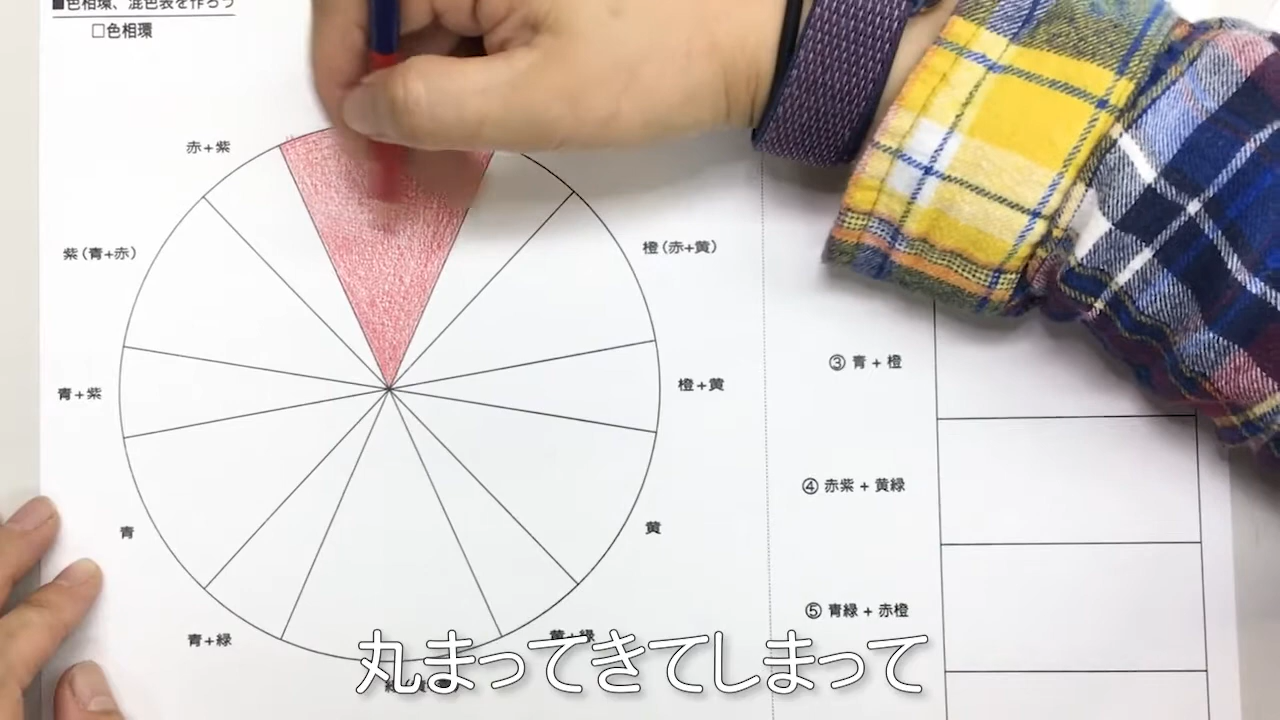 ■色相環、混色表を作ろう
□色相環
赤+紫
紫(青+赤)
橙(赤+黄)
青+紫
橙+黄
③ 青 + 橙
④ 赤紫 + 黄緑
青
黄
⑤ 青緑 + 赤橙
青+緑
黄+緑
丸まってきてしまって